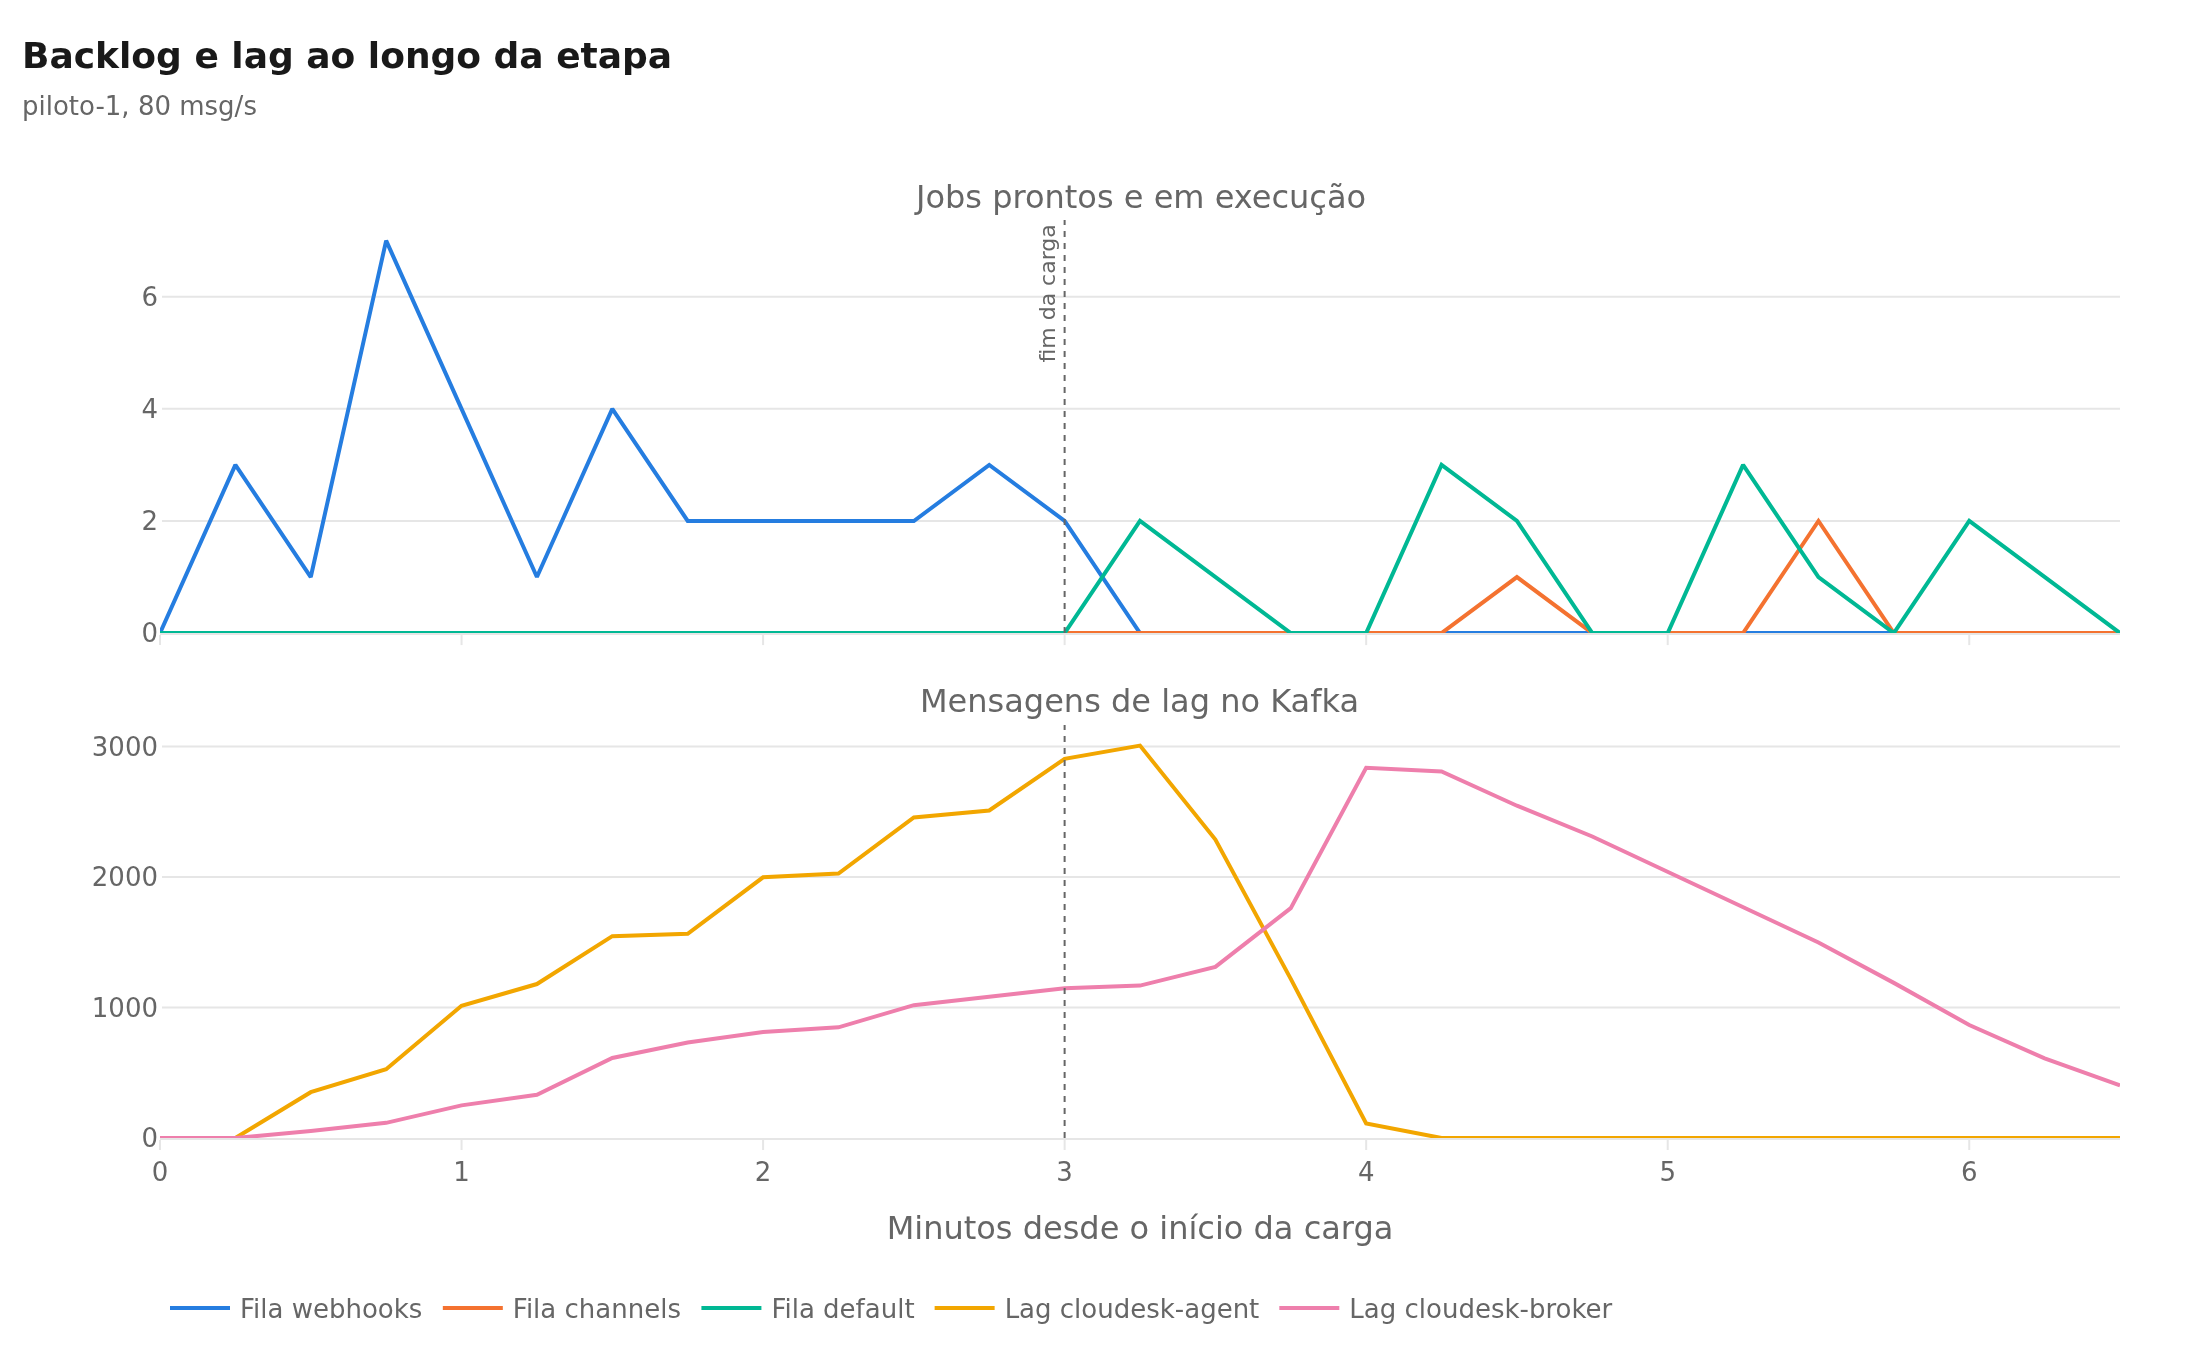 Backlog e lag ao longo da etapa
piloto-1, 80 msg/s
Jobs prontos e em execução
fim da carga
6
4
2
0
Mensagens de lag no Kafka
3000
2000
1000
0
0 1 2 3 4 5 6
Minutos desde o início da carga
Fila webhooks Fila channels Fila default Lag cloudesk-agent Lag cloudesk-broker